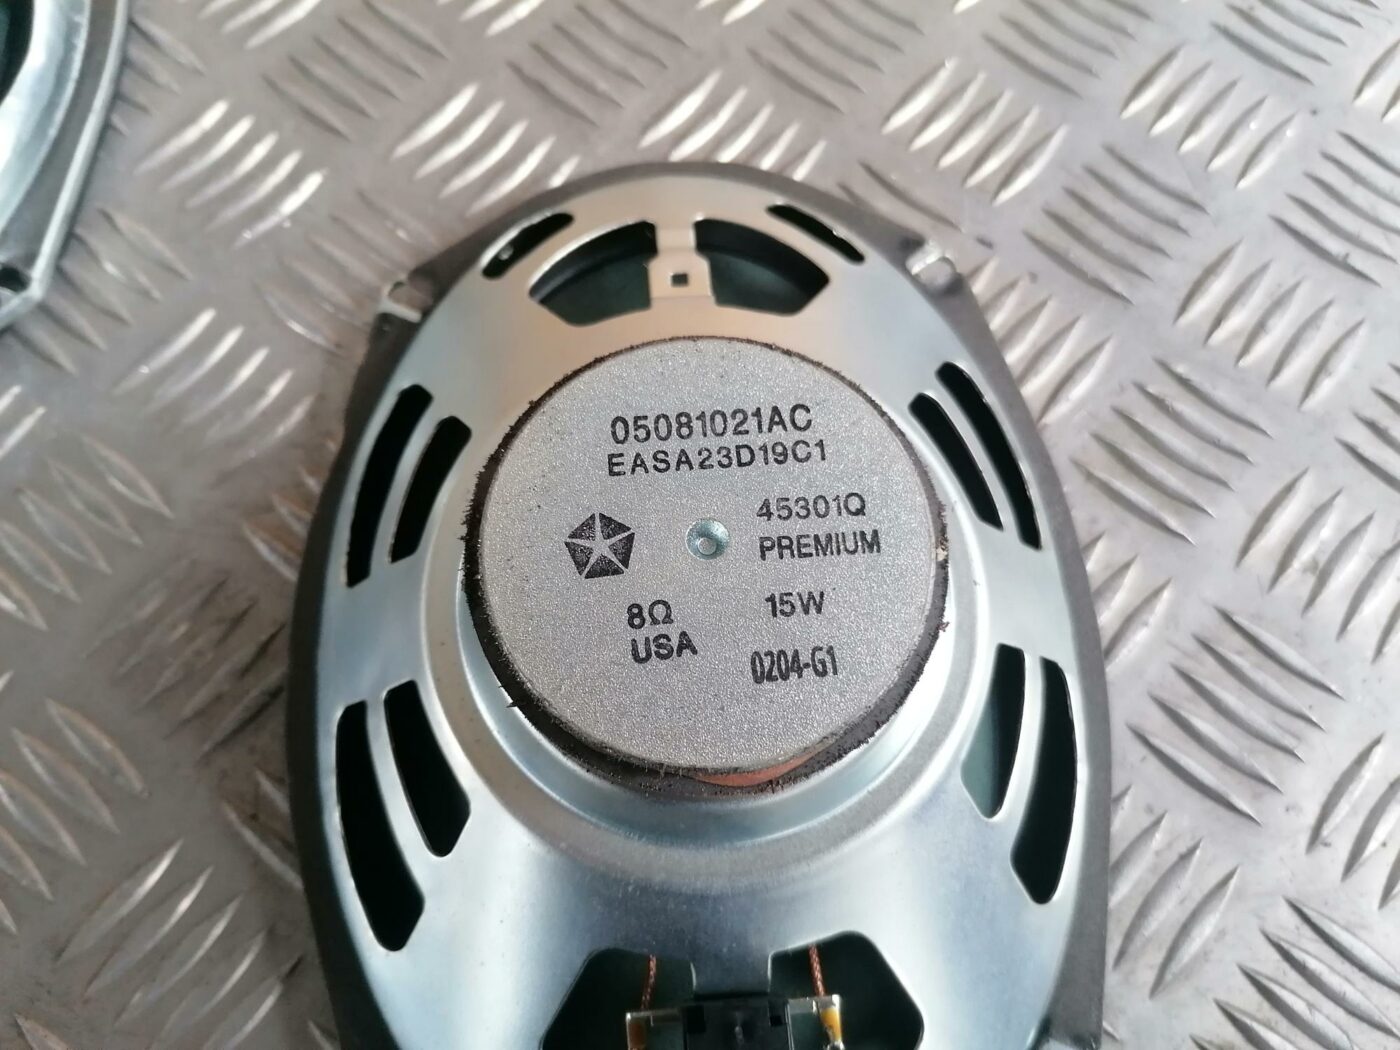 05081021AC
EASA23D19C1
45301Q
PREMIUM
8Ω
15W
USA
0204-G1